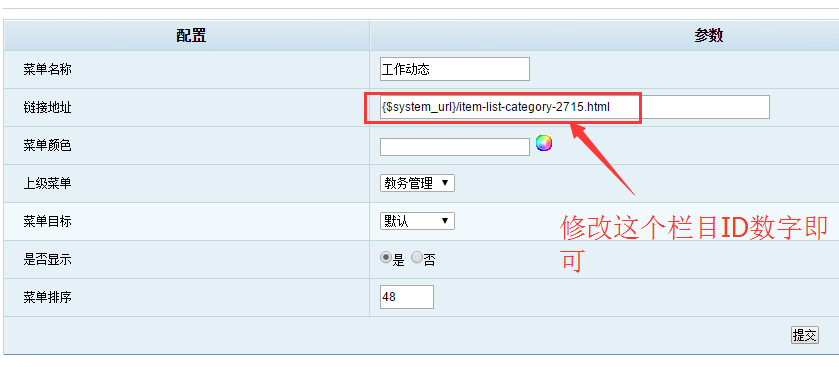 配置 参数
菜单名称 工作动态
链接地址 {$system_url}/item-list-category-2715.html
菜单颜色
上级菜单 教务管理
菜单目标 默认
修改这个栏目ID数字即
可
是否显示 是 否
菜单排序 48
提交